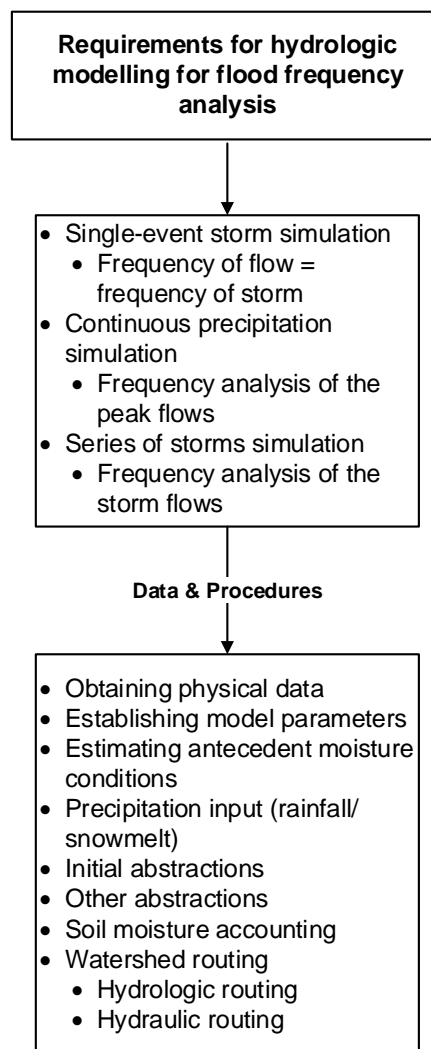 Requirements for hydrologic
modelling for flood frequency
analysis
• Single-event storm simulation
• Frequency of flow =
frequency of storm
• Continuous precipitation
simulation
• Frequency analysis of the
peak flows
• Series of storms simulation
• Frequency analysis of the
storm flows
Data & Procedures
• Obtaining physical data
• Establishing model parameters
• Estimating antecedent moisture
conditions
• Precipitation input (rainfall/
snowmelt)
• Initial abstractions
• Other abstractions
• Soil moisture accounting
• Watershed routing
• Hydrologic routing
• Hydraulic routing